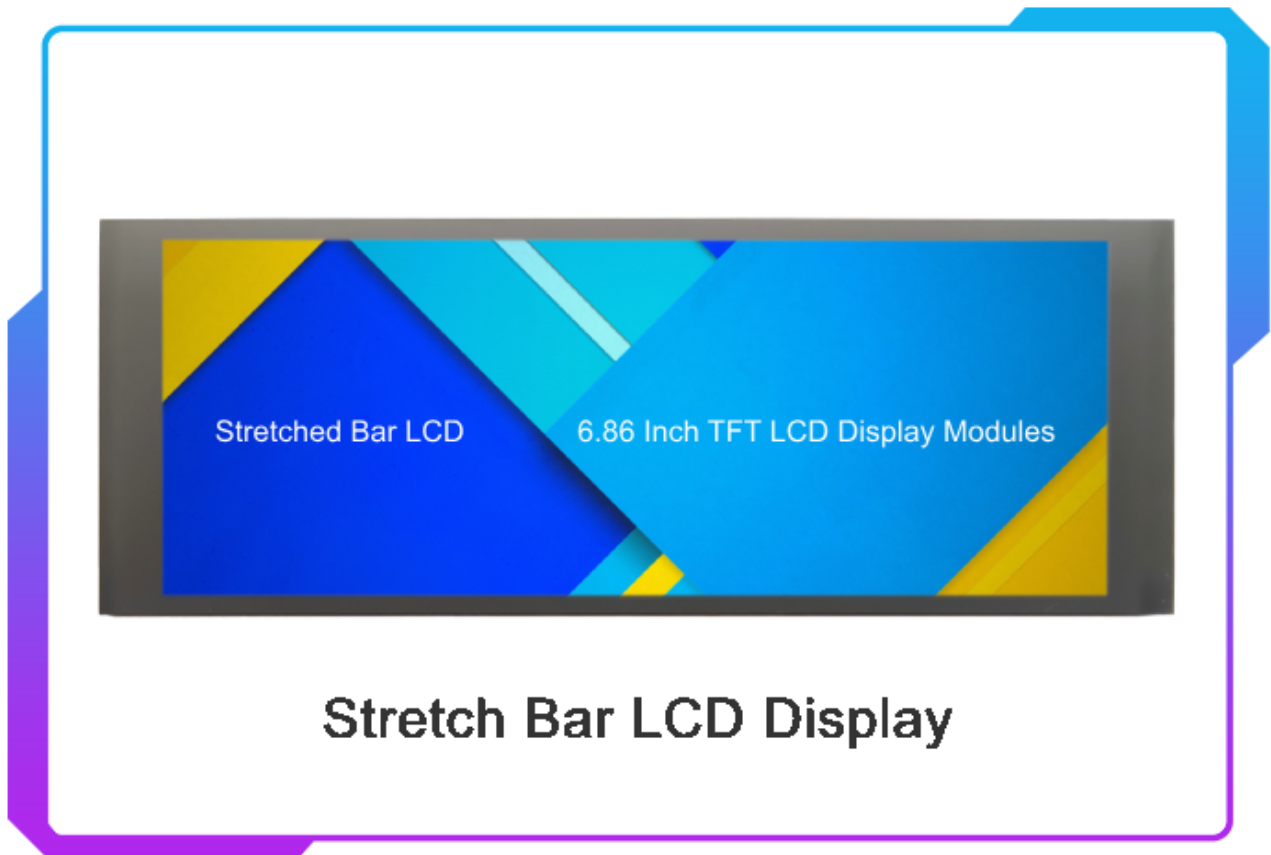 Stretched Bar LCD
6.86 Inch TFT LCD Display Modules
Stretch Bar LCD Display